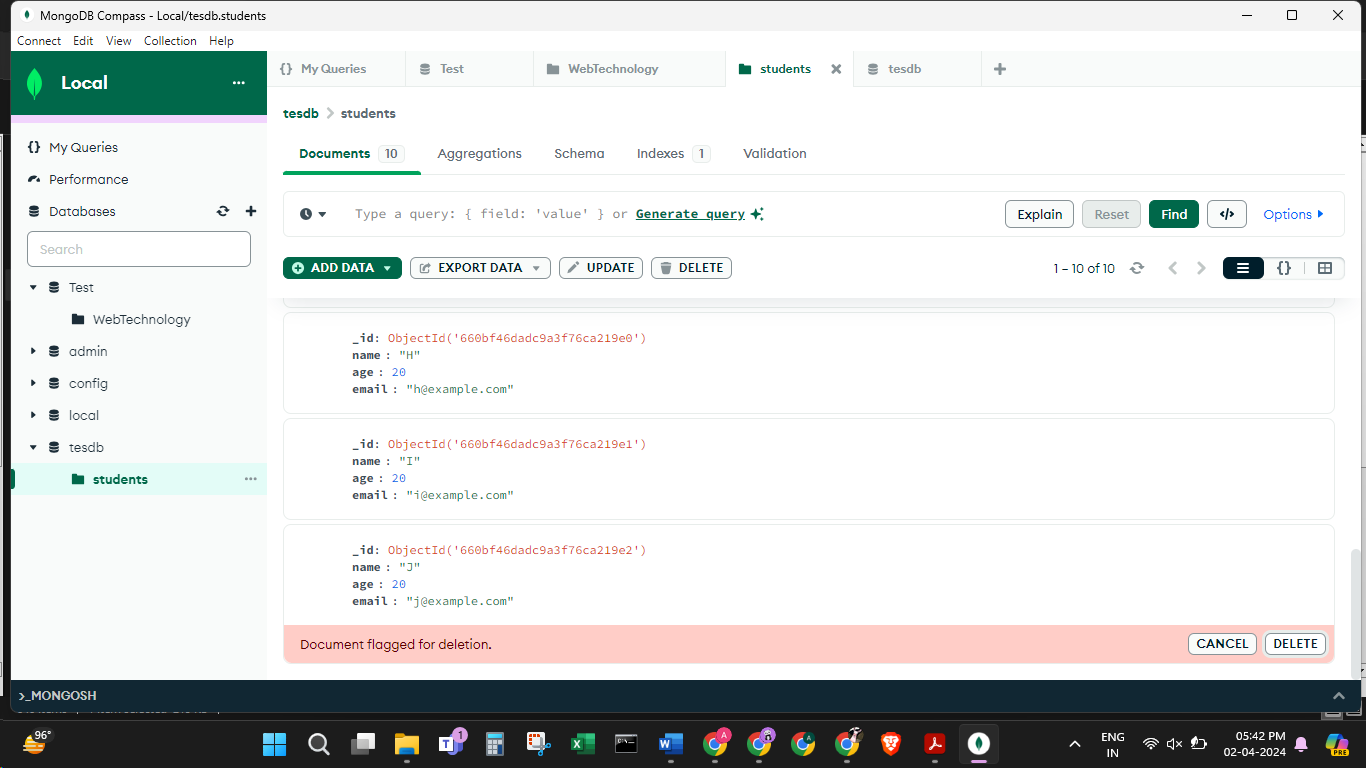 MongoDB Compass - Local/tesdb.students
Connect Edit View Collection Help
Local
My Queries
Performance
Databases
Search
Test
WebTechnology
admin
config
local
tesdb
students
{} My Queries
Test
WebTechnology
students
tesdb
tesdb > students
Documents 10
Aggregations
Schema
Indexes 1
Validation
Type a query: { field: 'value' } or Generate query
Explain
Reset
Find
</>
Options
ADD DATA
EXPORT DATA
UPDATE
DELETE
1 – 10 of 10
{}
_id: ObjectId('660bf46dadc9a3f76ca219e0')
name : "H"
age : 20
email : "h@example.com"
_id: ObjectId('660bf46dadc9a3f76ca219e1')
name : "I"
age : 20
email : "i@example.com"
_id: ObjectId('660bf46dadc9a3f76ca219e2')
name : "J"
age : 20
email : "j@example.com"
Document flagged for deletion.
CANCEL
DELETE
>_MONGOSH
96°
1
ENG
IN
05:42 PM
02-04-2024
PRE